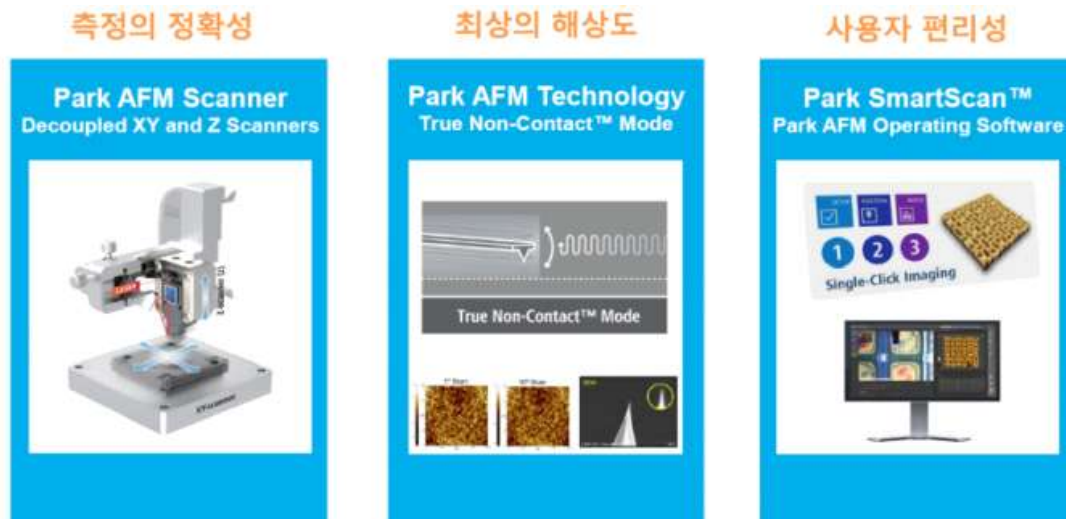 측정의 정확성
Park AFM Scanner
Decoupled XY and Z Scanners
최상의 해상도
Park AFM Technology
True Non-Contact™ Mode
True Non-Contact™ Mode
사용자 편리성
Park SmartScan™
Park AFM Operating Software
1 2 3
Single-Click Imaging